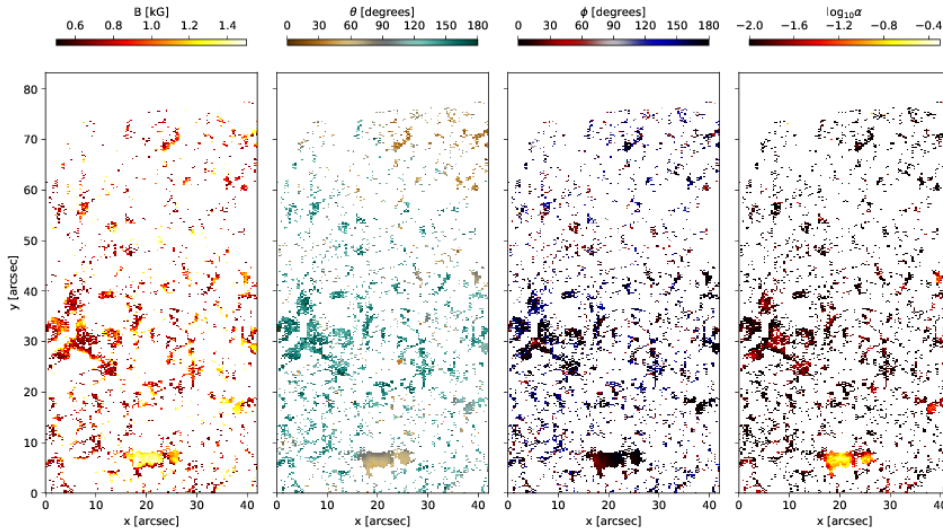 B [kG] θ [degrees] ϕ [degrees] log₁₀α
0.6 0.8 1.0 1.2 1.4 0 30 60 90 120 150 180 0 30 60 90 120 150 180 −2.0 −1.6 −1.2 −0.8 −0.4
80
70
60
50
y [arcsec]
40
30
20
10
0
0 10 20 30 40 0 10 20 30 40 0 10 20 30 40 0 10 20 30 40
x [arcsec] x [arcsec] x [arcsec] x [arcsec]